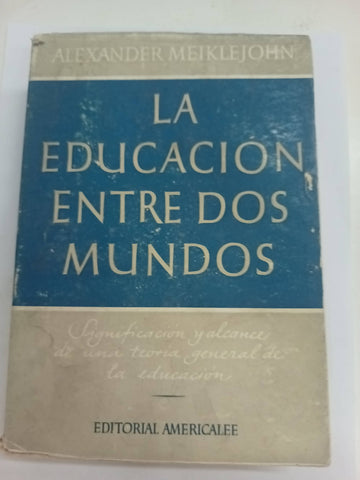 ALEXANDER MEIKLEJOHN
LA
EDUCACION
ENTRE DOS
MUNDOS
Significación y alcance
de una teoría general de
la educación
EDITORIAL AMERICALEE